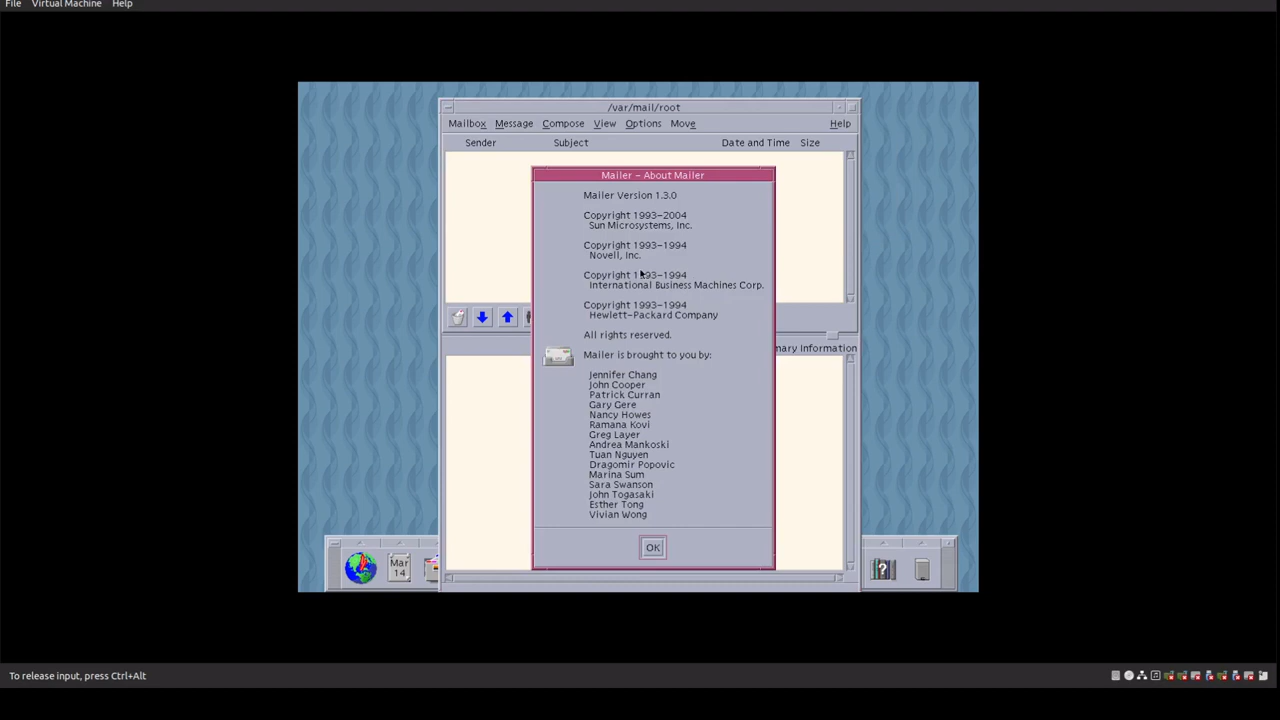 File Virtual Machine Help
/var/mail/root
Mailbox Message Compose View Options Move Help
Sender Subject Date and Time Size
Mailer - About Mailer
Mailer Version 1.3.0
Copyright 1993-2004
Sun Microsystems, Inc.
Copyright 1993-1994
Novell, Inc.
Copyright 1993-1994
International Business Machines Corp.
Copyright 1993-1994
Hewlett-Packard Company
All rights reserved.
mary Information
Mailer is brought to you by:
Jennifer Chang
John Cooper
Patrick Curran
Gary Gere
Nancy Howes
Ramana Kovi
Greg Layer
Andrea Mankoski
Tuan Nguyen
Dragomir Popovic
Marina Sum
Sara Swanson
John Togasaki
Esther Tong
Vivian Wong
OK
Mar
14
?
To release input, press Ctrl+Alt